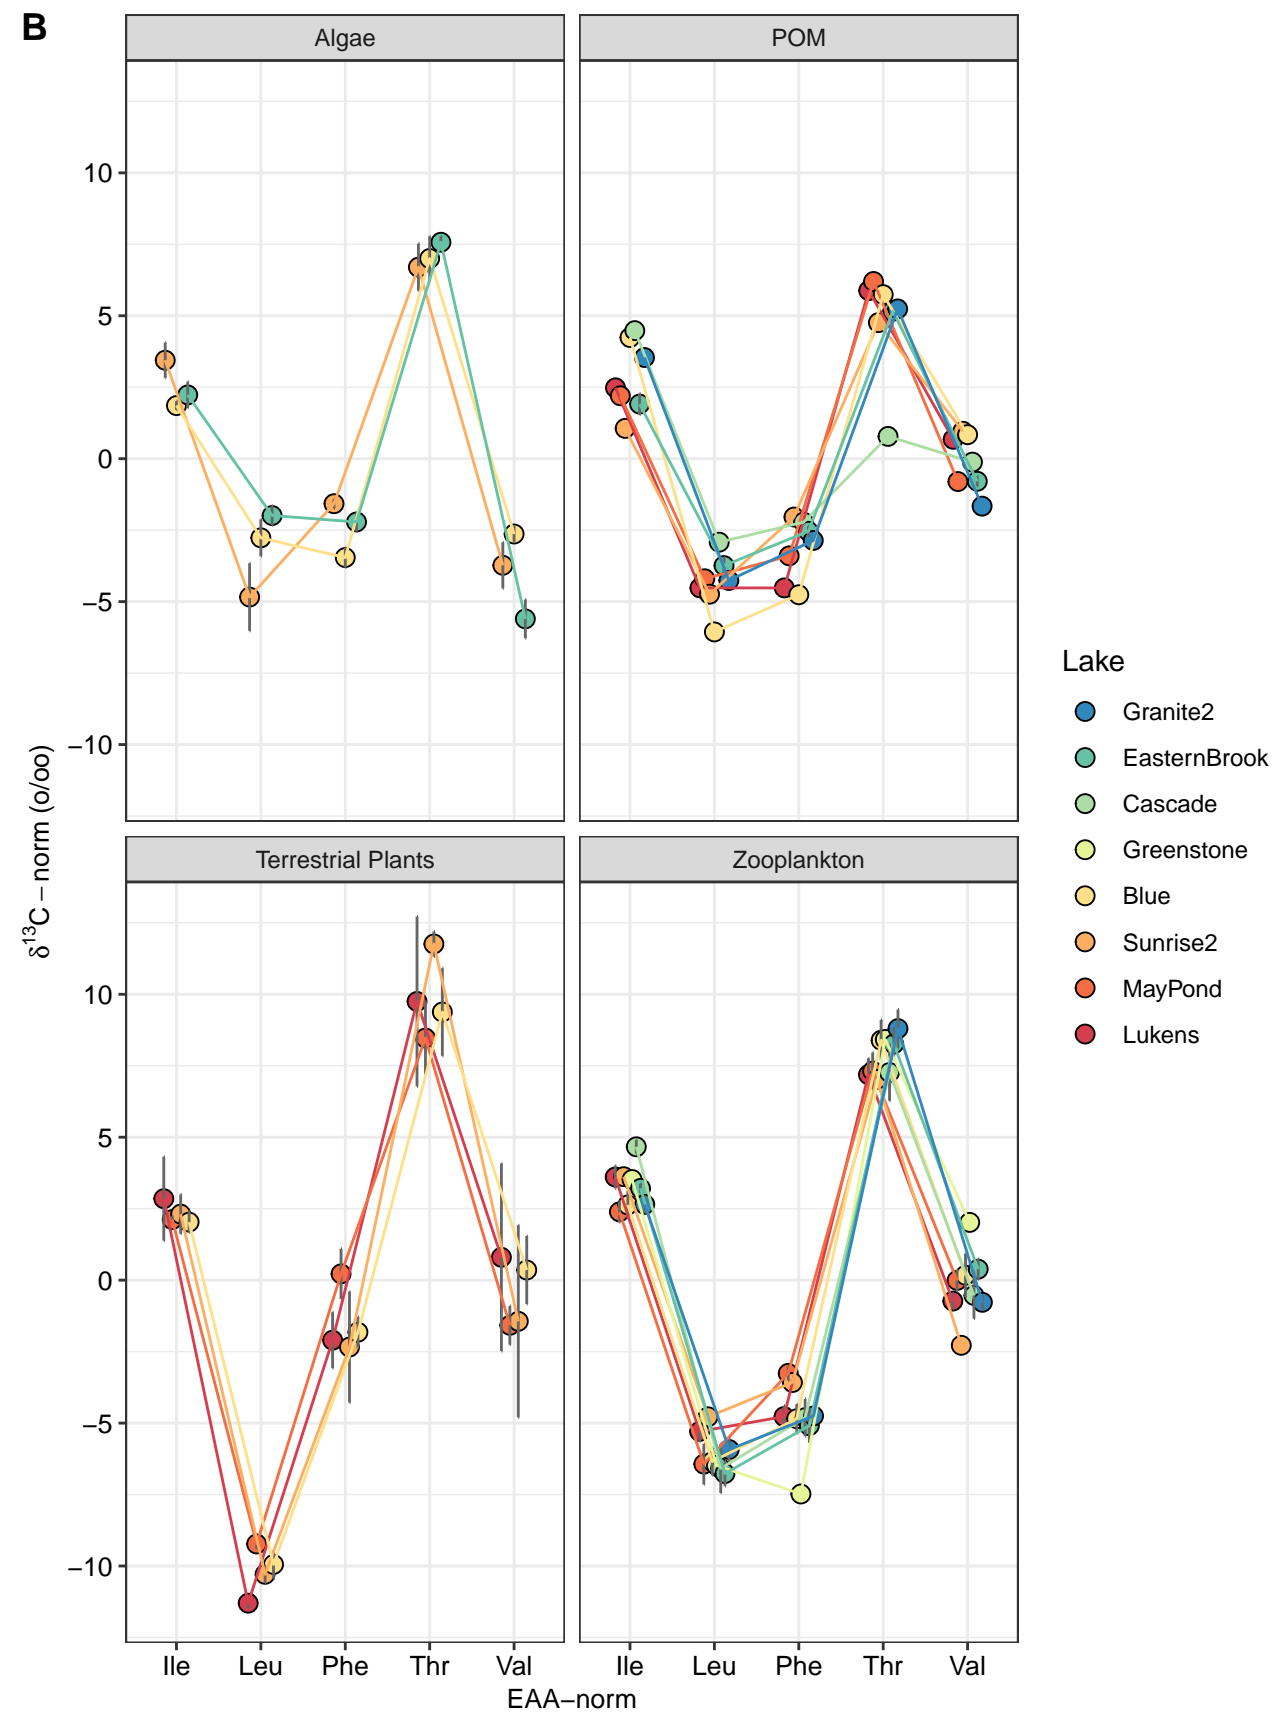 B
Algae
POM
10
5
0
−5
−10
Terrestrial Plants
Zooplankton
10
5
0
−5
−10
δ13C−norm (o/oo)
Ile Leu Phe Thr Val
Ile Leu Phe Thr Val
EAA−norm
Lake
Granite2
EasternBrook
Cascade
Greenstone
Blue
Sunrise2
MayPond
Lukens